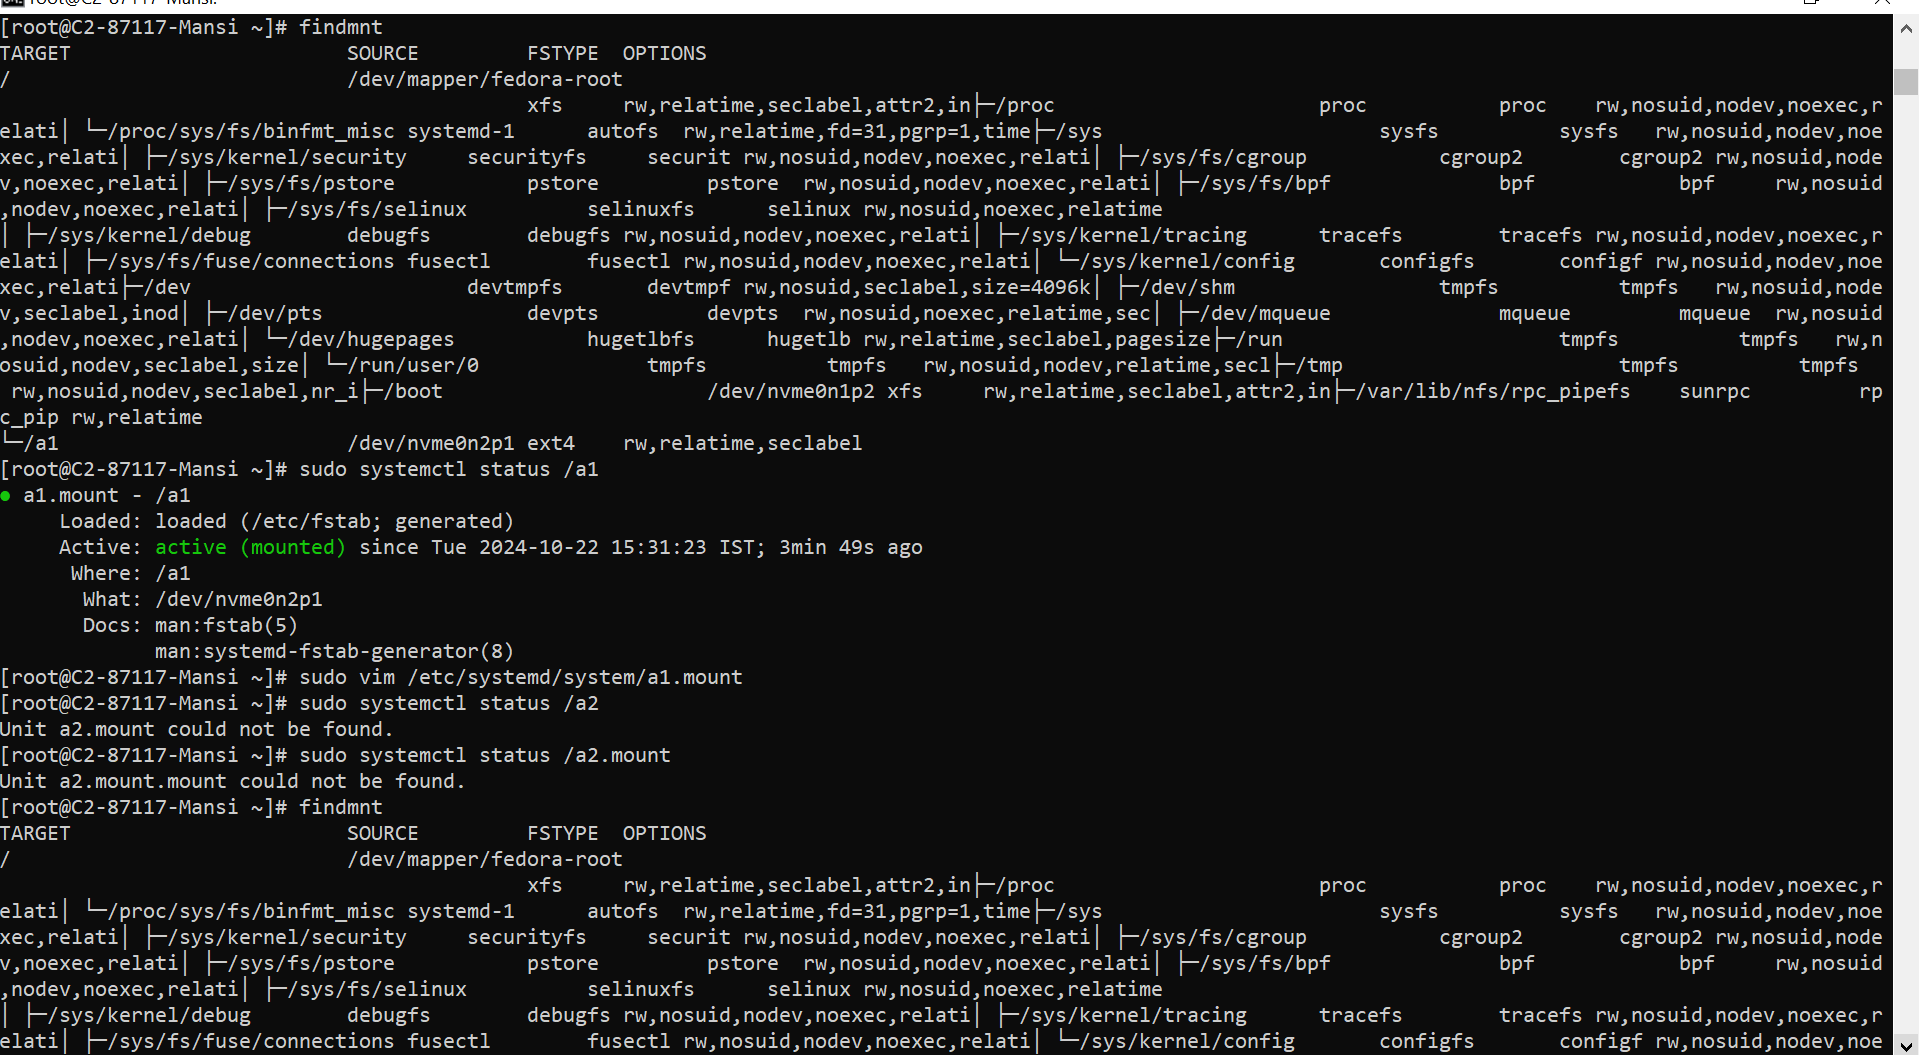 root@C2-87117-Mansi:~
[root@C2-87117-Mansi ~]# findmnt
TARGET                       SOURCE         FSTYPE  OPTIONS
/                            /dev/mapper/fedora-root
                                            xfs     rw,relatime,seclabel,attr2,in├─/proc                      proc           proc    rw,nosuid,nodev,noexec,r
elati│ └─/proc/sys/fs/binfmt_misc systemd-1      autofs  rw,relatime,fd=31,pgrp=1,time├─/sys                       sysfs          sysfs   rw,nosuid,nodev,noe
xec,relati│ ├─/sys/kernel/security     securityfs     securit rw,nosuid,nodev,noexec,relati│ ├─/sys/fs/cgroup           cgroup2        cgroup2 rw,nosuid,node
v,noexec,relati│ ├─/sys/fs/pstore           pstore         pstore  rw,nosuid,nodev,noexec,relati│ ├─/sys/fs/bpf              bpf            bpf     rw,nosuid
,nodev,noexec,relati│ ├─/sys/fs/selinux          selinuxfs      selinux rw,nosuid,noexec,relatime
│ ├─/sys/kernel/debug        debugfs        debugfs rw,nosuid,nodev,noexec,relati│ ├─/sys/kernel/tracing      tracefs        tracefs rw,nosuid,nodev,noexec,r
elati│ ├─/sys/fs/fuse/connections fusectl        fusectl rw,nosuid,nodev,noexec,relati│ └─/sys/kernel/config       configfs       configf rw,nosuid,nodev,noe
xec,relati├─/dev                       devtmpfs       devtmpf rw,nosuid,seclabel,size=4096k│ ├─/dev/shm                 tmpfs          tmpfs   rw,nosuid,node
v,seclabel,inod│ ├─/dev/pts                 devpts         devpts  rw,nosuid,noexec,relatime,sec│ ├─/dev/mqueue              mqueue         mqueue  rw,nosuid
,nodev,noexec,relati│ └─/dev/hugepages           hugetlbfs      hugetlb rw,relatime,seclabel,pagesize├─/run                       tmpfs          tmpfs   rw,n
osuid,nodev,seclabel,size│ └─/run/user/0              tmpfs          tmpfs   rw,nosuid,nodev,relatime,secl├─/tmp                       tmpfs          tmpfs
 rw,nosuid,nodev,seclabel,nr_i├─/boot                      /dev/nvme0n1p2 xfs     rw,relatime,seclabel,attr2,in├─/var/lib/nfs/rpc_pipefs    sunrpc         rp
c_pip rw,relatime
└─/a1                        /dev/nvme0n2p1 ext4    rw,relatime,seclabel
[root@C2-87117-Mansi ~]# sudo systemctl status /a1
● a1.mount - /a1
     Loaded: loaded (/etc/fstab; generated)
     Active: active (mounted) since Tue 2024-10-22 15:31:23 IST; 3min 49s ago
      Where: /a1
       What: /dev/nvme0n2p1
       Docs: man:fstab(5)
             man:systemd-fstab-generator(8)
[root@C2-87117-Mansi ~]# sudo vim /etc/systemd/system/a1.mount
[root@C2-87117-Mansi ~]# sudo systemctl status /a2
Unit a2.mount could not be found.
[root@C2-87117-Mansi ~]# sudo systemctl status /a2.mount
Unit a2.mount.mount could not be found.
[root@C2-87117-Mansi ~]# findmnt
TARGET                       SOURCE         FSTYPE  OPTIONS
/                            /dev/mapper/fedora-root
                                            xfs     rw,relatime,seclabel,attr2,in├─/proc                      proc           proc    rw,nosuid,nodev,noexec,r
elati│ └─/proc/sys/fs/binfmt_misc systemd-1      autofs  rw,relatime,fd=31,pgrp=1,time├─/sys                       sysfs          sysfs   rw,nosuid,nodev,noe
xec,relati│ ├─/sys/kernel/security     securityfs     securit rw,nosuid,nodev,noexec,relati│ ├─/sys/fs/cgroup           cgroup2        cgroup2 rw,nosuid,node
v,noexec,relati│ ├─/sys/fs/pstore           pstore         pstore  rw,nosuid,nodev,noexec,relati│ ├─/sys/fs/bpf              bpf            bpf     rw,nosuid
,nodev,noexec,relati│ ├─/sys/fs/selinux          selinuxfs      selinux rw,nosuid,noexec,relatime
│ ├─/sys/kernel/debug        debugfs        debugfs rw,nosuid,nodev,noexec,relati│ ├─/sys/kernel/tracing      tracefs        tracefs rw,nosuid,nodev,noexec,r
elati│ ├─/sys/fs/fuse/connections fusectl        fusectl rw,nosuid,nodev,noexec,relati│ └─/sys/kernel/config       configfs       configf rw,nosuid,nodev,noe